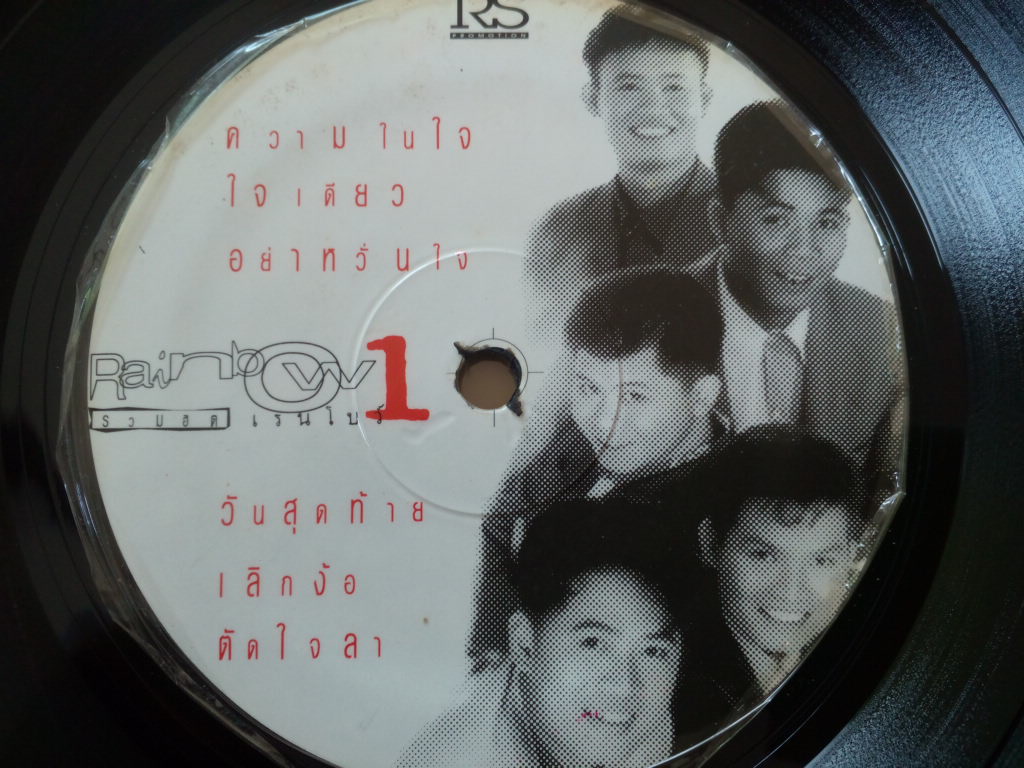 RS
PROMOTION
ความในใจ
ใจเดียว
อย่าหวั่นใจ
Rainbow 1
รวมฮิต เรนโบว์
วันสุดท้าย
เลิกง้อ
ตัดใจลา